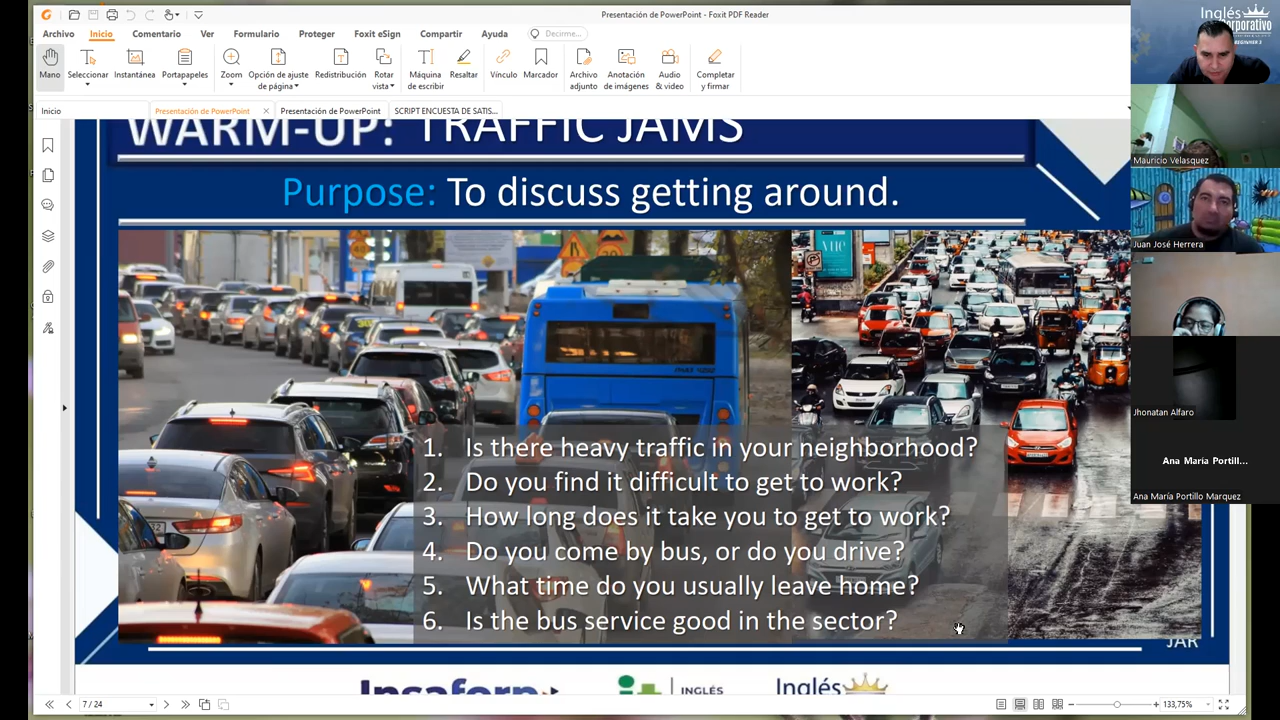 Presentación de PowerPoint - Foxit PDF Reader
Archivo Inicio Comentario Ver Formulario Proteger Foxit eSign Compartir Ayuda Decirme...
Mano Seleccionar Instantánea Portapapeles Zoom Opción de ajuste de página Redistribución Rotar vista Máquina de escribir Resaltar Vínculo Marcador Archivo adjunto Anotación de imágenes Audio & video Completar y firmar
Inicio Presentación de PowerPoint Presentación de PowerPoint SCRIPT ENCUESTA DE SATIS...
WARM-UP: TRAFFIC JAMS
Purpose: To discuss getting around.
1. Is there heavy traffic in your neighborhood?
2. Do you find it difficult to get to work?
3. How long does it take you to get to work?
4. Do you come by bus, or do you drive?
5. What time do you usually leave home?
6. Is the bus service good in the sector?
JAR
Insaforp INGLÉS Inglés
7 / 24 133,75%
Inglés
Corporativo
BEGINNER 2
Mauricio Velasquez
Juan José Herrera
Jhonatan Alfaro
Ana Maria Portill...
Ana María Portillo Marquez